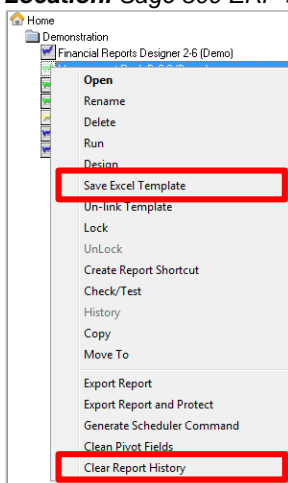 Location: Sage 300 ERP
Home
Demonstration
Financial Reports Designer 2-6 (Demo)
Open
Rename
Delete
Run
Design
Save Excel Template
Un-link Template
Lock
UnLock
Create Report Shortcut
Check/Test
History
Copy
Move To
Export Report
Export Report and Protect
Generate Scheduler Command
Clean Pivot Fields
Clear Report History